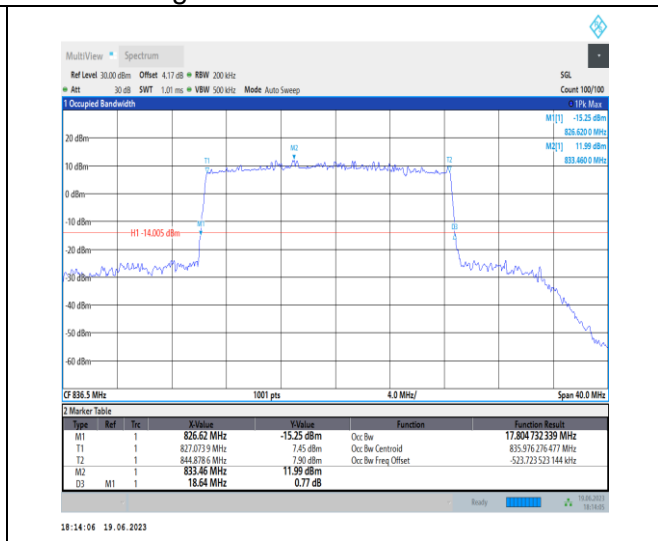 MultiView Spectrum
Ref Level 30.00 dBm Offset 4.17 dB RBW 200 kHz SGL
Att 30 dB SWT 1.01 ms VBW 500 kHz Mode Auto Sweep Count 100/100
1 Occupied Bandwidth 1Pk Max
M1[1] -15.25 dBm
826.620 0 MHz
M2[1] 11.99 dBm
833.460 0 MHz
20 dBm
M2
T1 T2
10 dBm
0 dBm
-10 dBm
M1 D3
H1 -14.005 dBm
-20 dBm
-30 dBm
-40 dBm
-50 dBm
-60 dBm
CF 836.5 MHz 1001 pts 4.0 MHz/ Span 40.0 MHz
2 Marker Table
Type Ref Trc X-Value Y-Value Function Function Result
M1 1 826.62 MHz -15.25 dBm Occ Bw 17.804 732 339 MHz
T1 1 827.073 9 MHz 7.45 dBm Occ Bw Centroid 835.976 276 477 MHz
T2 1 844.878 6 MHz 7.90 dBm Occ Bw Freq Offset -523.723 523 144 kHz
M2 1 833.46 MHz 11.99 dBm
D3 M1 1 18.64 MHz 0.77 dB
Ready 19.06.2023
18:14:05
18:14:06 19.06.2023